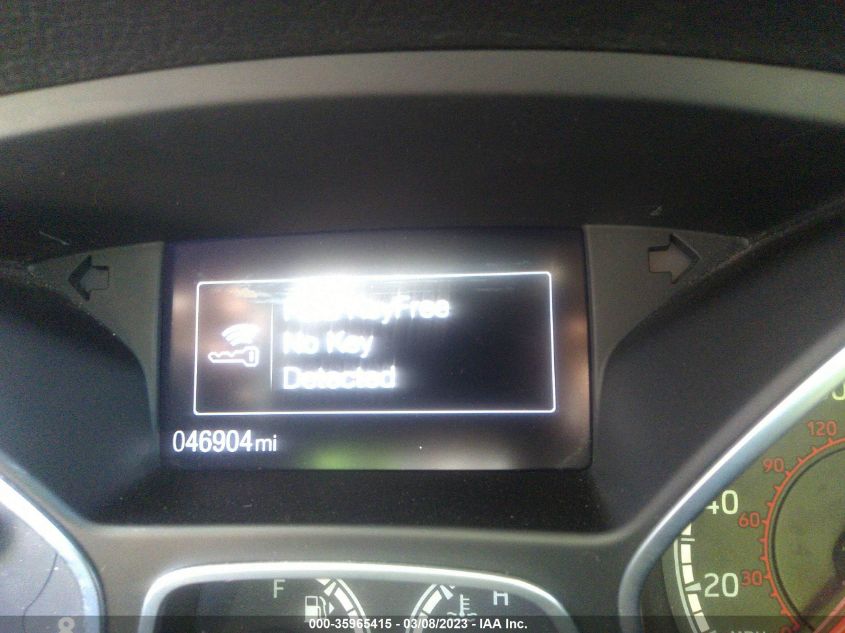 KeyFree
No Key
Detected
046904mi
40
20
120
90
60
30
F
H
000-35965415 - 03/08/2023 - IAA Inc.